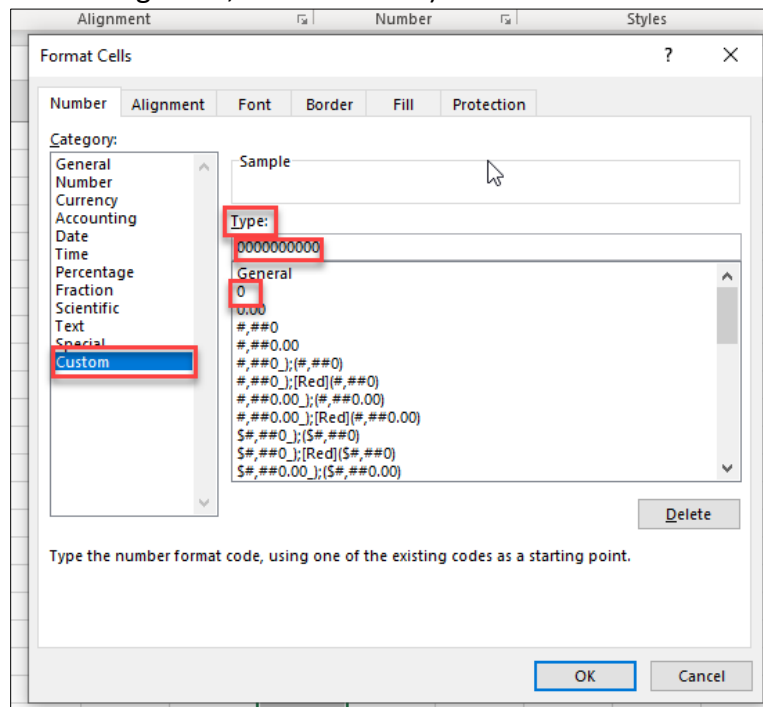 Alignment Number Styles
Format Cells ? ×
Number Alignment Font Border Fill Protection
Category:
General
Number
Currency
Accounting
Date
Time
Percentage
Fraction
Scientific
Text
Special
Custom
Sample
Type:
0000000000
General
0
0.00
#,##0
#,##0.00
#,##0_);(#,##0)
#,##0_);[Red](#,##0)
#,##0.00_);(#,##0.00)
#,##0.00_);[Red](#,##0.00)
$#,##0_);($#,##0)
$#,##0_);[Red]($#,##0)
$#,##0.00_);($#,##0.00)
Delete
Type the number format code, using one of the existing codes as a starting point.
OK Cancel